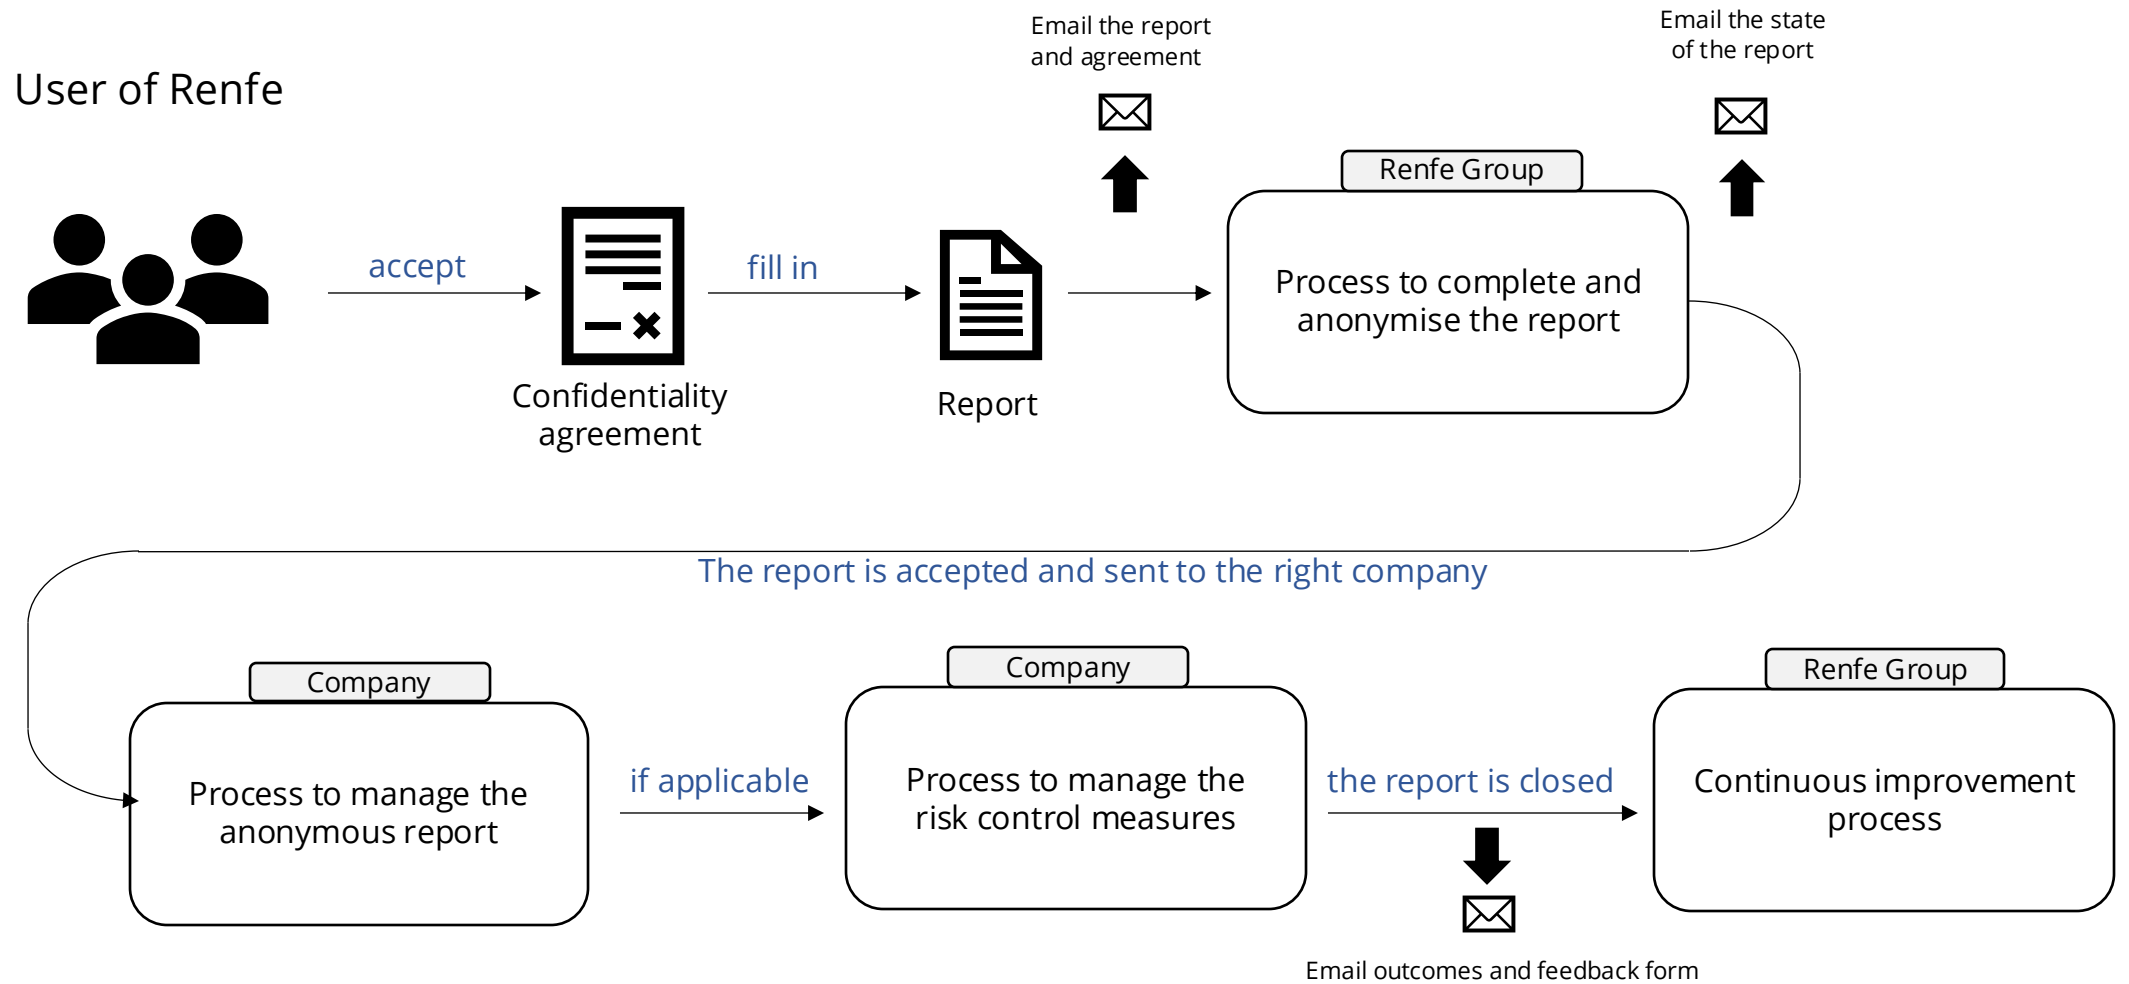 Email the report
and agreement
Email the state
of the report
User of Renfe
Renfe Group
accept
fill in
Process to complete and
anonymise the report
Confidentiality
agreement
Report
The report is accepted and sent to the right company
Company
Company
Renfe Group
Process to manage the
anonymous report
if applicable
Process to manage the
risk control measures
the report is closed
Continuous improvement
process
Email outcomes and feedback form